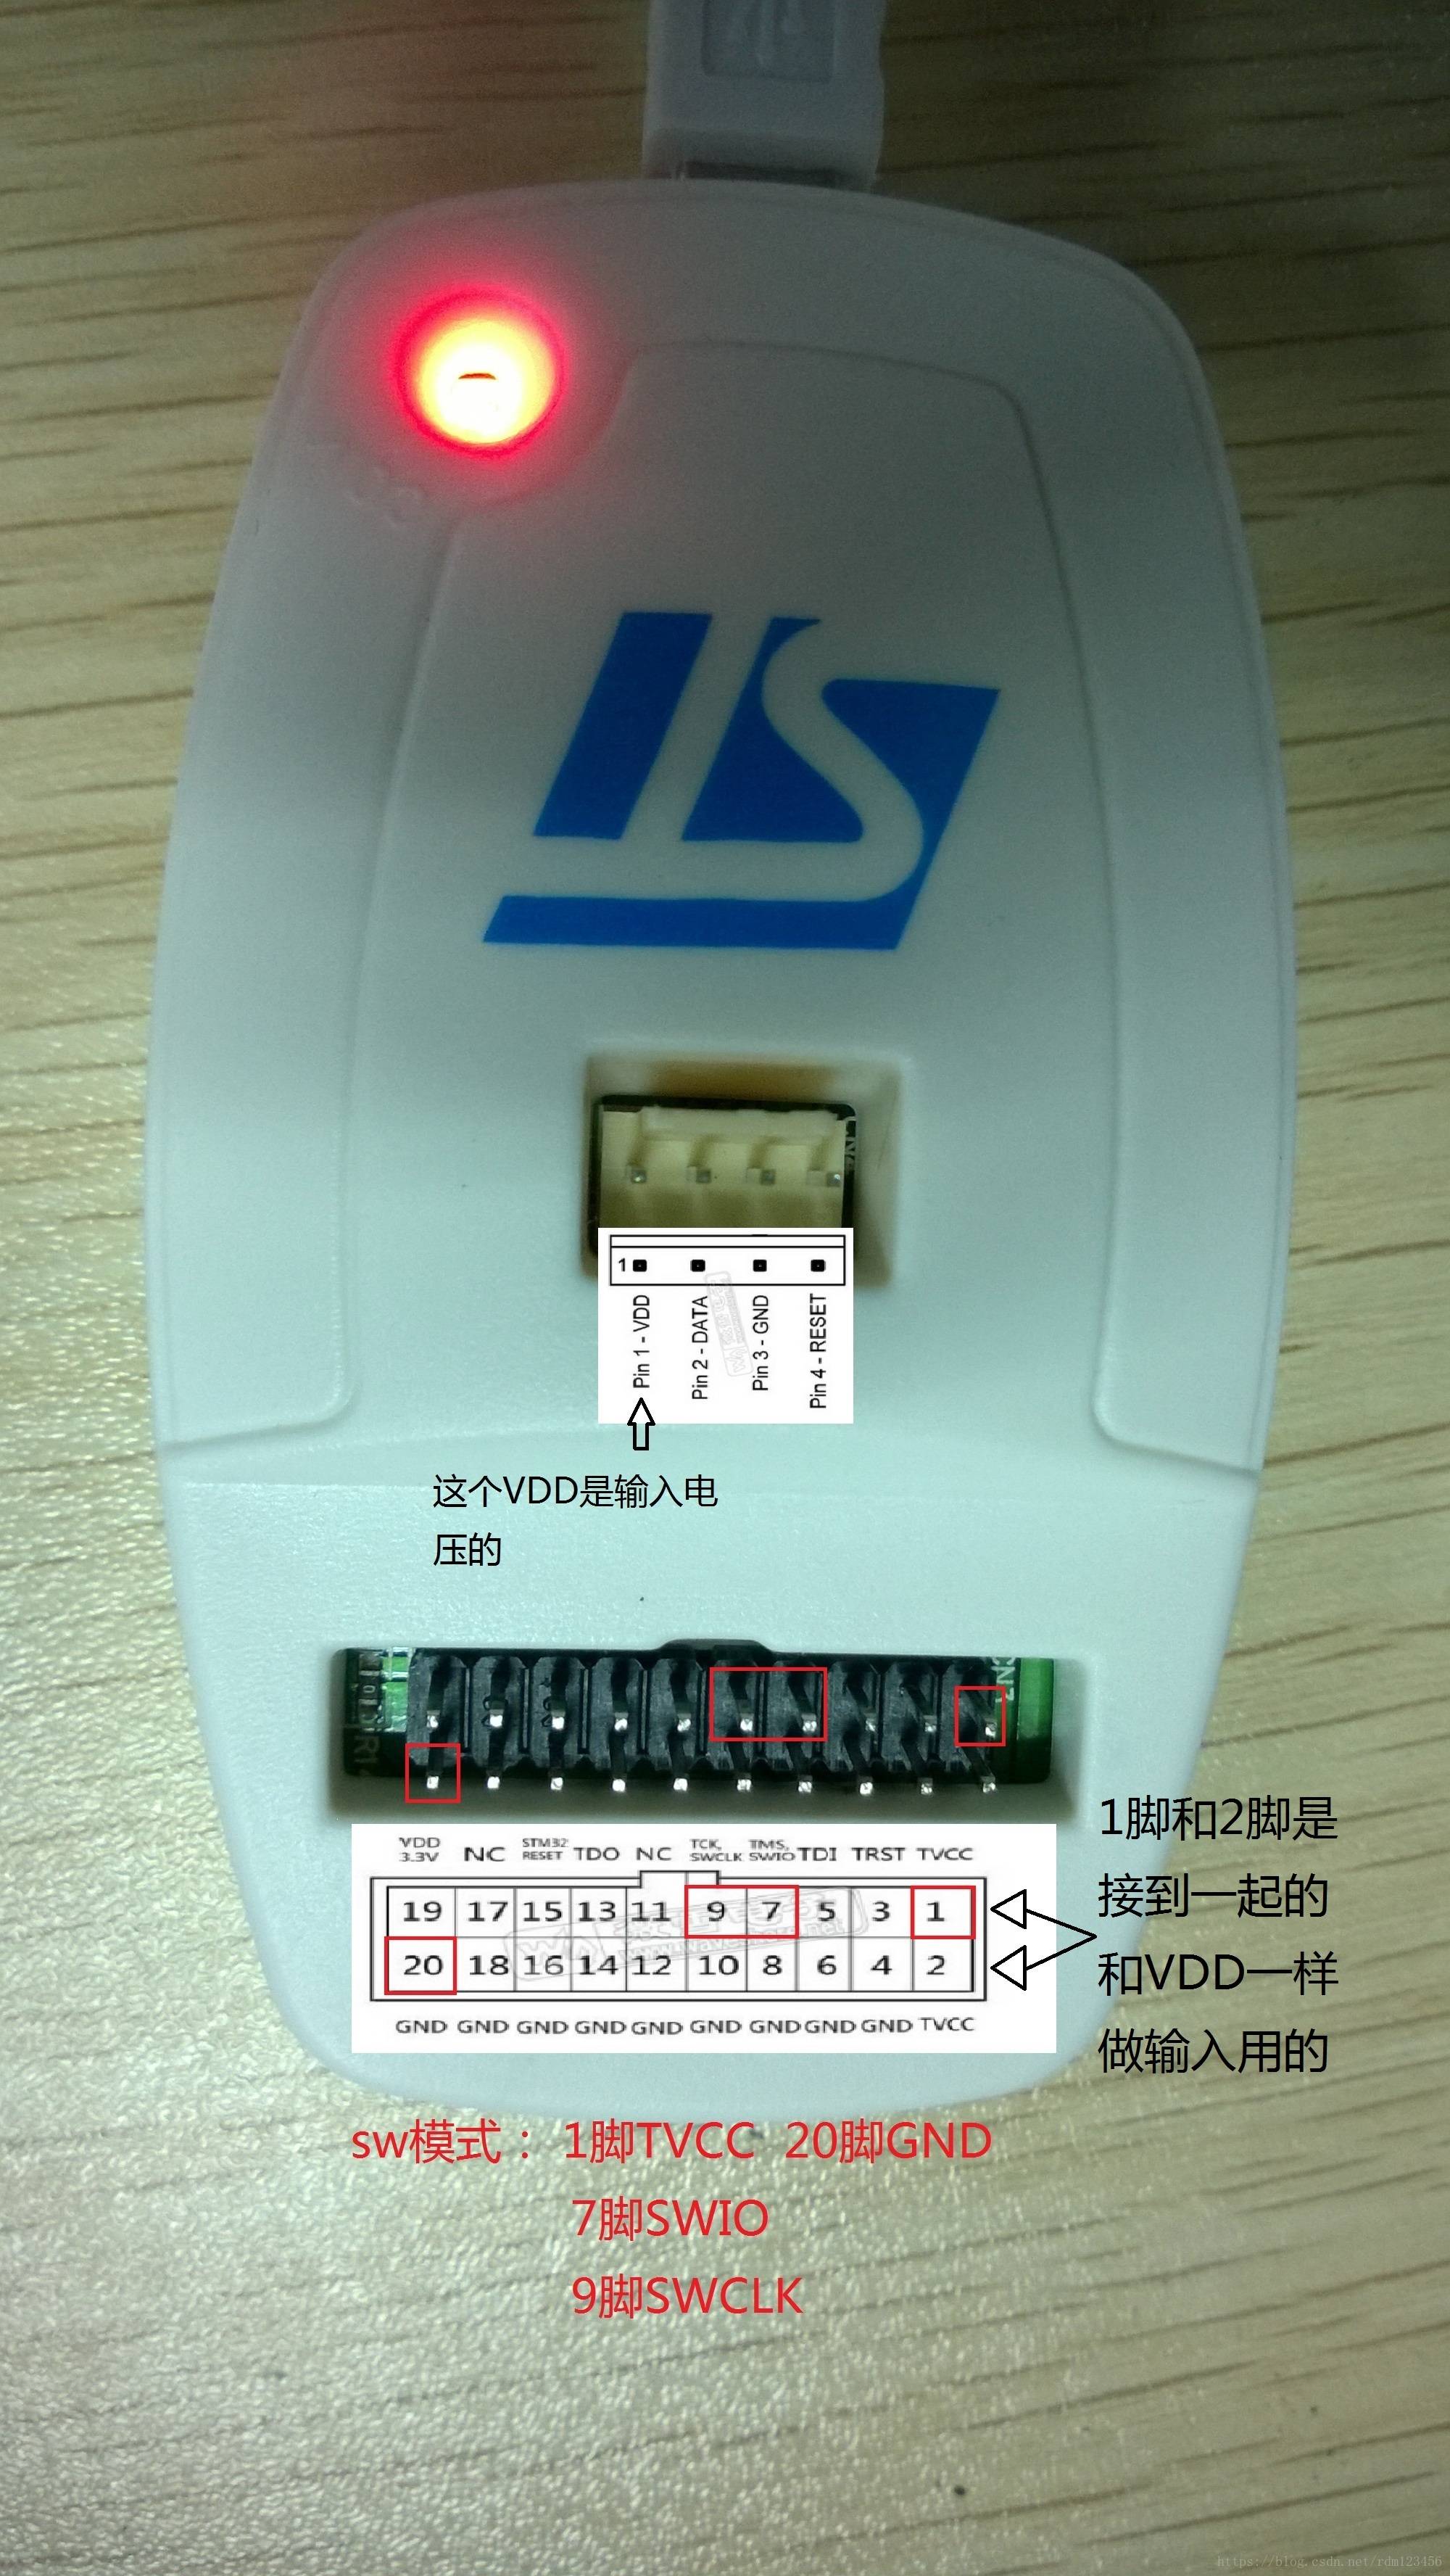 1
Pin 1 - VDD
Pin 2 - DATA
Pin 3 - GND
Pin 4 - RESET
这个VDD是输入电
压的
CN7
VDD 3.3V NC STM32 RESET TDO NC TCK, SWCLK TMS, SWIO TDI TRST TVCC
19 17 15 13 11 9 7 5 3 1
20 18 16 14 12 10 8 6 4 2
GND GND GND GND GND GND GND GND GND TVCC
1脚和2脚是
接到一起的
和VDD一样
做输入用的
sw模式： 1脚TVCC 20脚GND
7脚SWIO
9脚SWCLK
https://blog.csdn.net/rdm123456